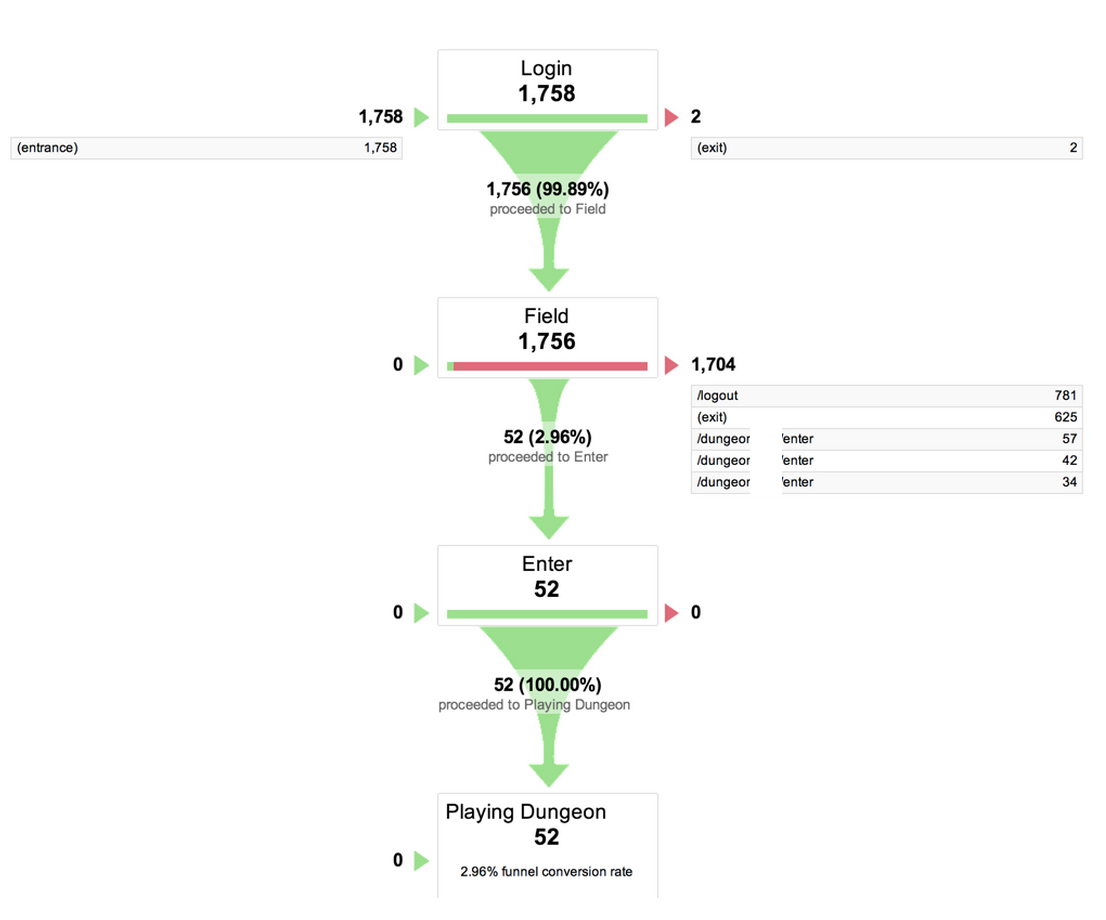 Login
1,758
1,758
2
(entrance) 1,758
(exit) 2
1,756 (99.89%)
proceeded to Field
Field
1,756
0
1,704
/logout 781
(exit) 625
/dungeon /enter 57
/dungeon /enter 42
/dungeon /enter 34
52 (2.96%)
proceeded to Enter
Enter
52
0
0
52 (100.00%)
proceeded to Playing Dungeon
Playing Dungeon
52
0
2.96% funnel conversion rate